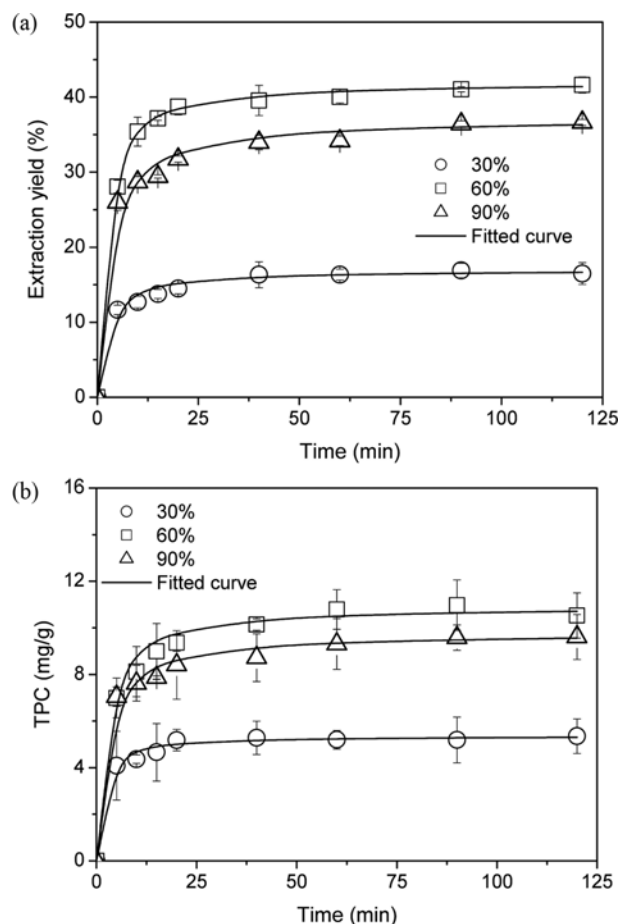 (a)
50
40
30
20
10
0
Extraction yield (%)
30%
60%
90%
Fitted curve
0 25 50 75 100 125
Time (min)
(b)
16
12
8
4
0
TPC (mg/g)
30%
60%
90%
Fitted curve
0 25 50 75 100 125
Time (min)